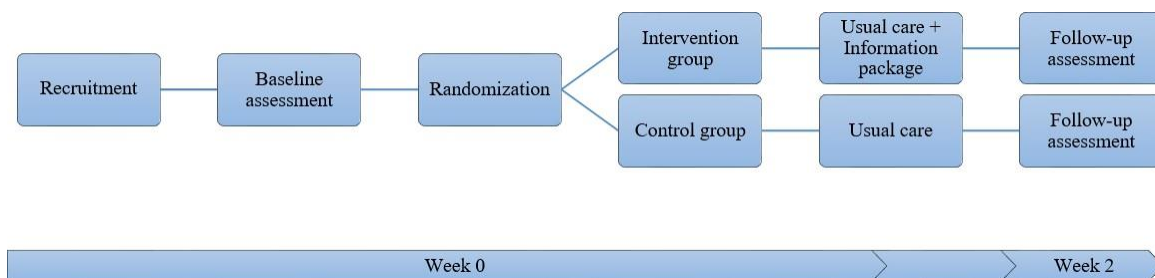 Recruitment
Baseline
assessment
Randomization
Intervention
group
Usual care +
Information
package
Follow-up
assessment
Control group
Usual care
Follow-up
assessment
Week 0
Week 2